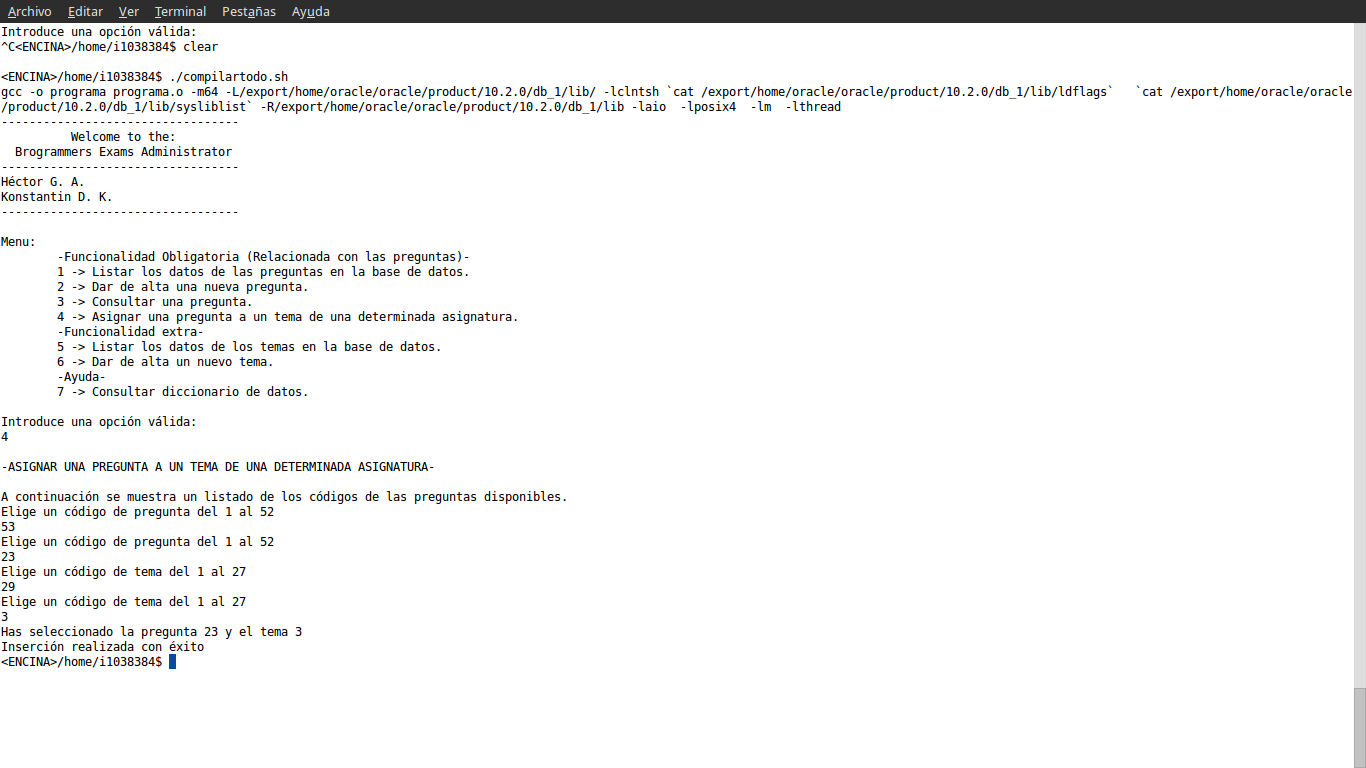 Archivo Editar Ver Terminal Pestañas Ayuda
Introduce una opción válida:
^C<ENCINA>/home/i1038384$ clear
<ENCINA>/home/i1038384$ ./compilartodo.sh
gcc -o programa programa.o -m64 -L/export/home/oracle/oracle/product/10.2.0/db_1/lib/ -lclntsh `cat /export/home/oracle/oracle/product/10.2.0/db_1/lib/ldflags`   `cat /export/home/oracle/oracle
/product/10.2.0/db_1/lib/sysliblist` -R/export/home/oracle/oracle/product/10.2.0/db_1/lib -laio  -lposix4  -lm  -lthread
----------------------------------
Welcome to the:
Brogrammers Exams Administrator
----------------------------------
Héctor G. A.
Konstantin D. K.
----------------------------------
Menu:
-Funcionalidad Obligatoria (Relacionada con las preguntas)-
1 -> Listar los datos de las preguntas en la base de datos.
2 -> Dar de alta una nueva pregunta.
3 -> Consultar una pregunta.
4 -> Asignar una pregunta a un tema de una determinada asignatura.
-Funcionalidad extra-
5 -> Listar los datos de los temas en la base de datos.
6 -> Dar de alta un nuevo tema.
-Ayuda-
7 -> Consultar diccionario de datos.
Introduce una opción válida:
4
-ASIGNAR UNA PREGUNTA A UN TEMA DE UNA DETERMINADA ASIGNATURA-
A continuación se muestra un listado de los códigos de las preguntas disponibles.
Elige un código de pregunta del 1 al 52
53
Elige un código de pregunta del 1 al 52
23
Elige un código de tema del 1 al 27
29
Elige un código de tema del 1 al 27
3
Has seleccionado la pregunta 23 y el tema 3
Inserción realizada con éxito
<ENCINA>/home/i1038384$